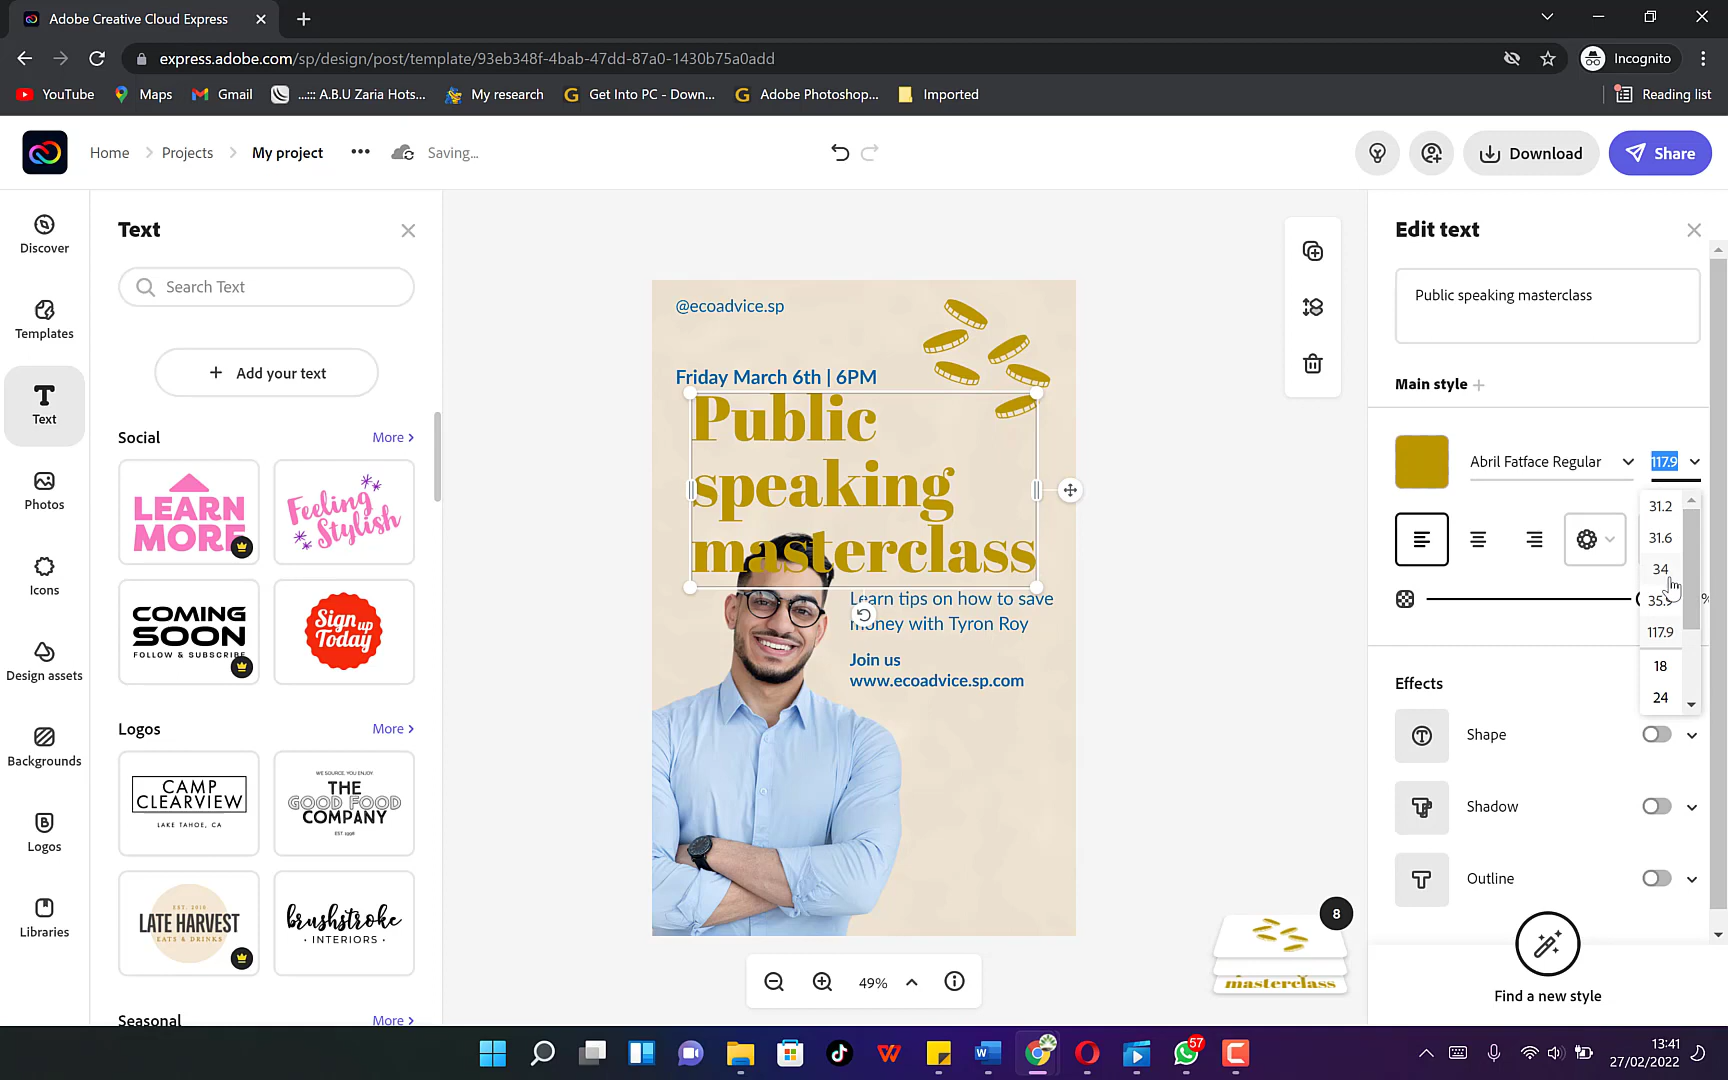 Adobe Creative Cloud Express
express.adobe.com/sp/design/post/template/93eb348f-4bab-47dd-87a0-1430b75a0add
Incognito
YouTube
Maps
Gmail
...::: A.B.U Zaria Hots...
My research
Get Into PC - Down...
Adobe Photoshop...
Imported
Reading list
Home
Projects
My project
Saving...
Download
Share
Discover
Templates
Text
Photos
Icons
Design assets
Backgrounds
Logos
Libraries
Text
Search Text
+ Add your text
Social
More >
LEARN
MORE
Feeling
Stylish
COMING
SOON
FOLLOW & SUBSCRIBE
Sign up
Today
Logos
More >
CAMP
CLEARVIEW
LAKE TAHOE, CA
WE SOURCE, YOU ENJOY
THE
GOOD FOOD
COMPANY
EST. 2010
LATE HARVEST
EATS & DRINKS
brushstroke
• INTERIORS •
Seasonal
More >
@ecoadvice.sp
Friday March 6th | 6PM
Public
speaking
masterclass
Learn tips on how to save
money with Tyron Roy
Join us
www.ecoadvice.sp.com
49%
8
masterclass
Edit text
Public speaking masterclass
Main style +
Abril Fatface Regular
117.9
31.2
31.6
34
35.9
117.9
18
24
%
Effects
Shape
Shadow
Outline
Find a new style
57
13:41
27/02/2022